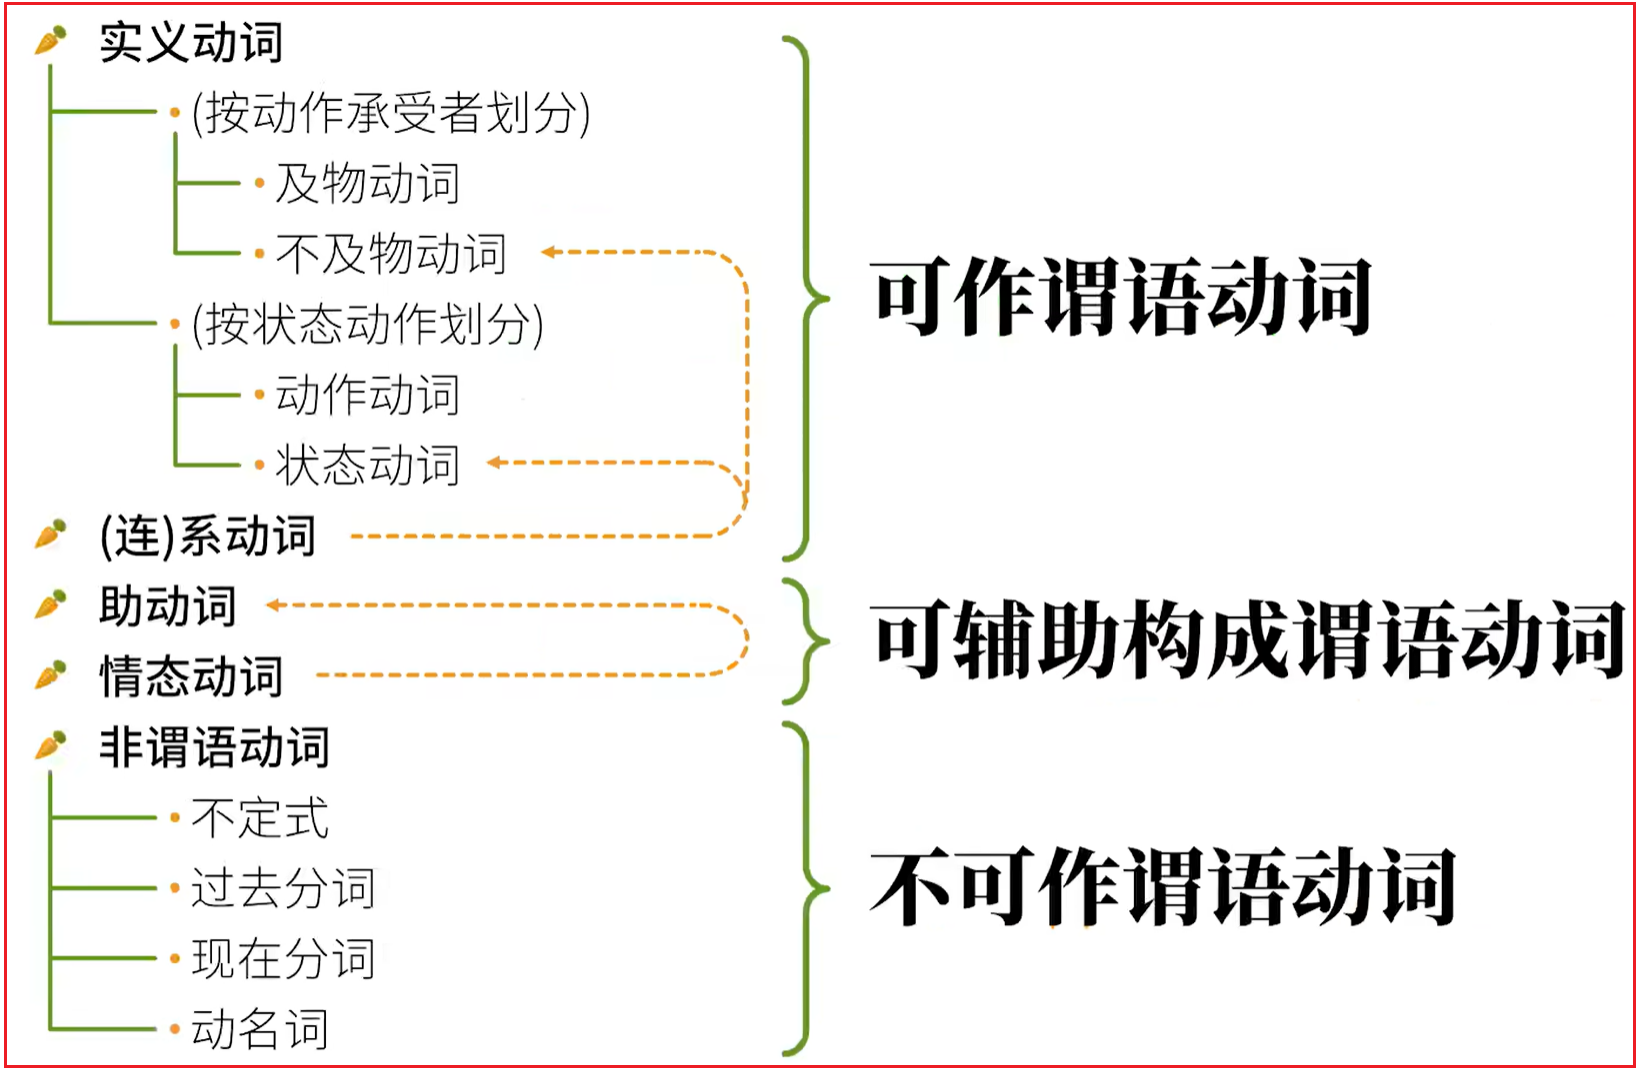 实义动词
(按动作承受者划分)
及物动词
不及物动词
(按状态动作划分)
动作动词
状态动词
(连)系动词
可作谓语动词
助动词
情态动词
可辅助构成谓语动词
非谓语动词
不定式
过去分词
现在分词
动名词
不可作谓语动词